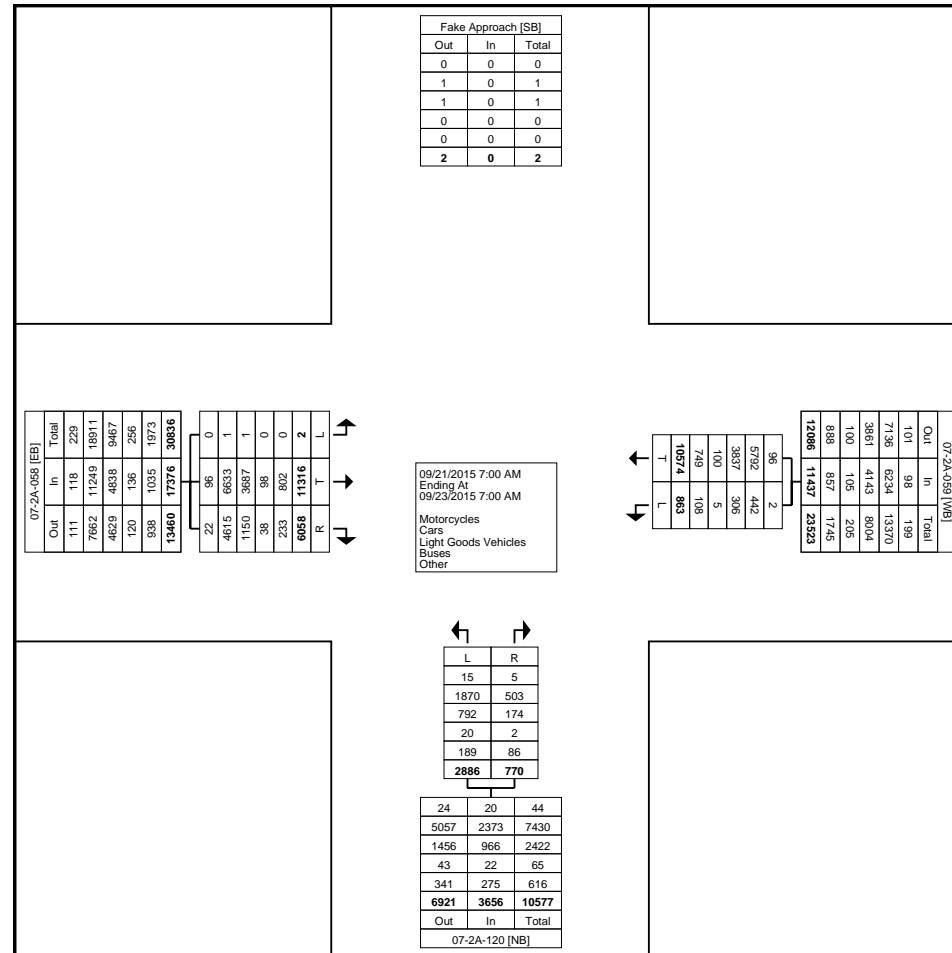 Fake Approach [SB]
Out In Total
0 0 0
1 0 1
1 0 1
0 0 0
0 0 0
2 0 2
07-2A-058 [EB]
Out In Total
111 118 229
7662 11249 18911
4629 4838 9467
120 136 256
938 1035 1973
13460 17376 30836
22 96 0
4615 6633 1
1150 3687 1
38 98 0
233 802 0
6058 11316 2
R T L
09/21/2015 7:00 AM
Ending At
09/23/2015 7:00 AM
Motorcycles
Cars
Light Goods Vehicles
Buses
Other
07-2A-059 [WB]
Out In Total
101 98 199
7136 6234 13370
3861 4143 8004
100 105 205
888 857 1745
12086 11437 23523
96 2
5792 442
3837 306
100 5
749 108
10574 863
T L
L R
15 5
1870 503
792 174
20 2
189 86
2886 770
24 20 44
5057 2373 7430
1456 966 2422
43 22 65
341 275 616
6921 3656 10577
Out In Total
07-2A-120 [NB]